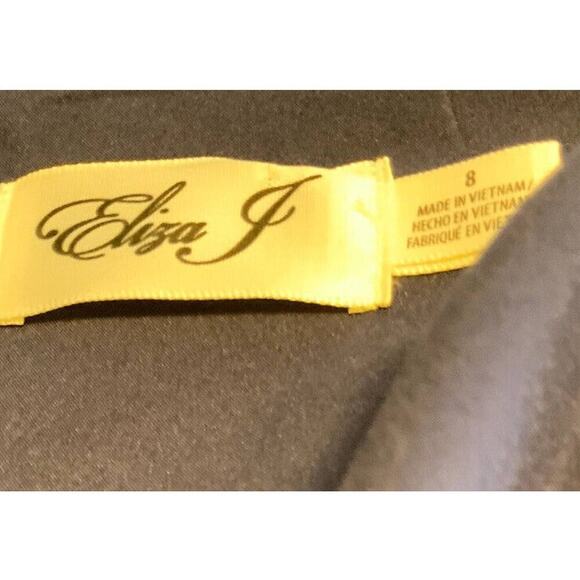 Eliza J
8
MADE IN VIETNAM/
HECHO EN VIETNAM
FABRIQUÉ EN